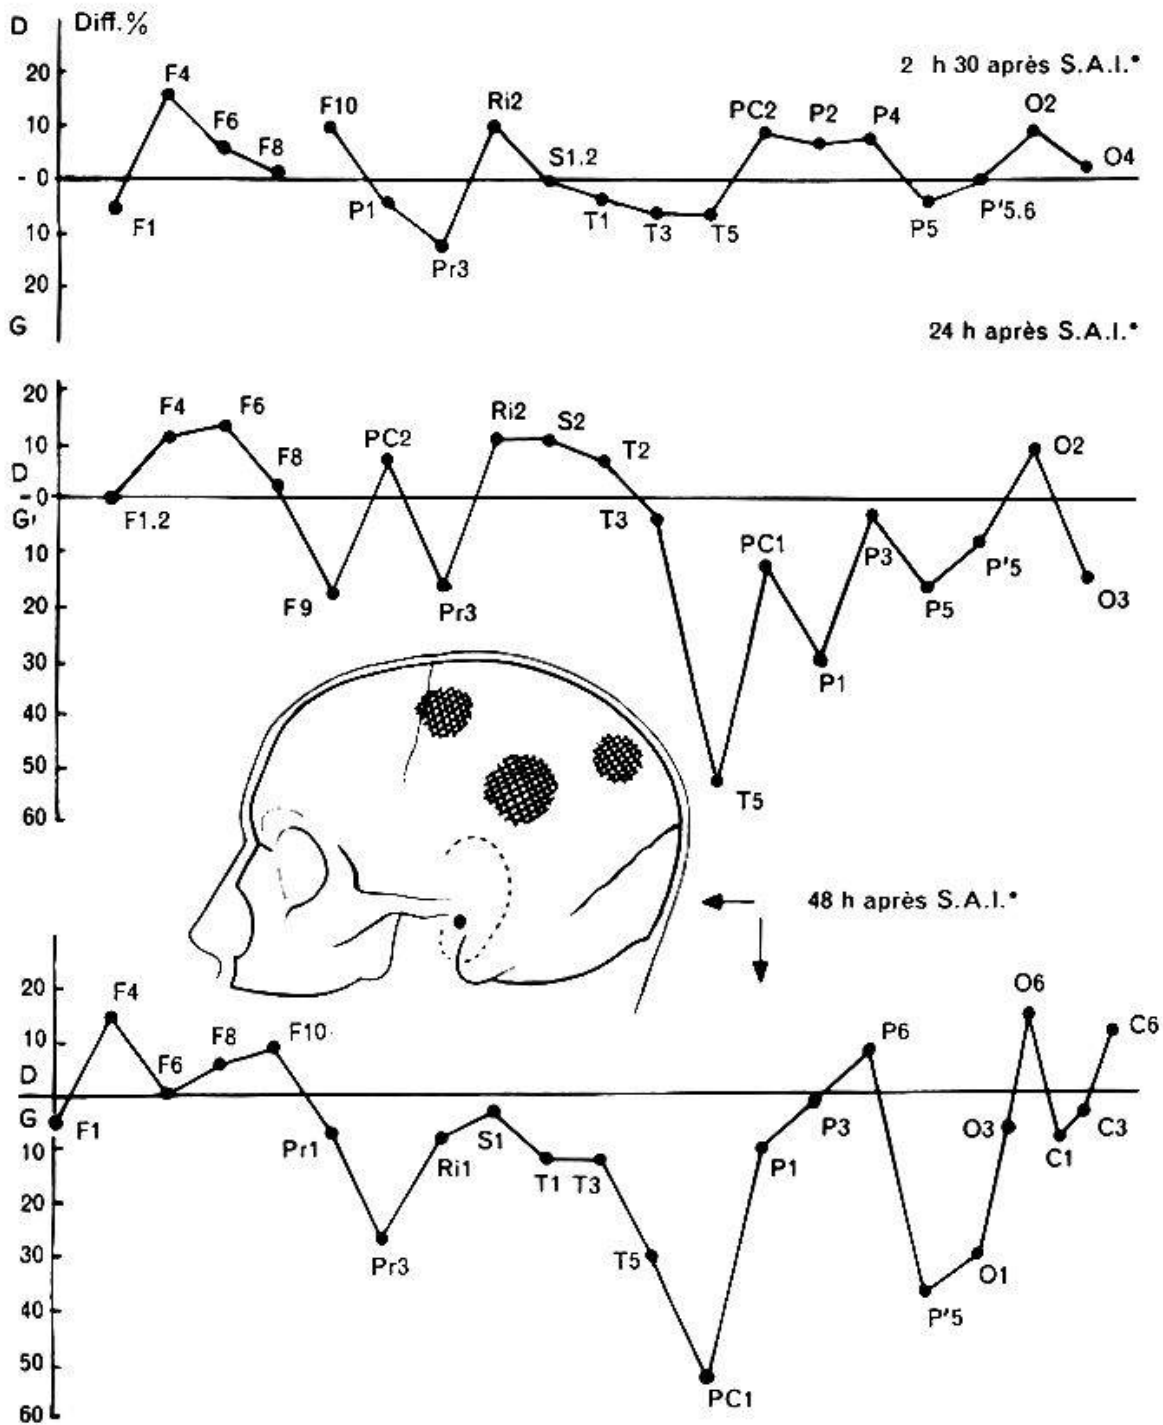 D Diff.%
2 h 30 après S.A.I.*
20 F4 F6 F8 F10 Ri2 S1.2 PC2 P2 P4 O2 O4
10
- 0
F1 P1 Pr3 T1 T3 T5 P5 P'5.6
10
20
G
24 h après S.A.I.*
20
F4 F6 F8 PC2 Ri2 S2 T2 O2
10
D
- 0
G F1.2 T3 PC1 P3 P'5
10
20 F9 Pr3 P5 O3
30 P1
40
50 T5
60
48 h après S.A.I.*
20 F4 O6
10 F6 F8 F10 P6 C6
D
G F1 Pr1 Ri1 S1 T1 T3 P1 P3 O3 C1 C3
10
20
30 Pr3 T5 O1
40 P'5
50 PC1
60